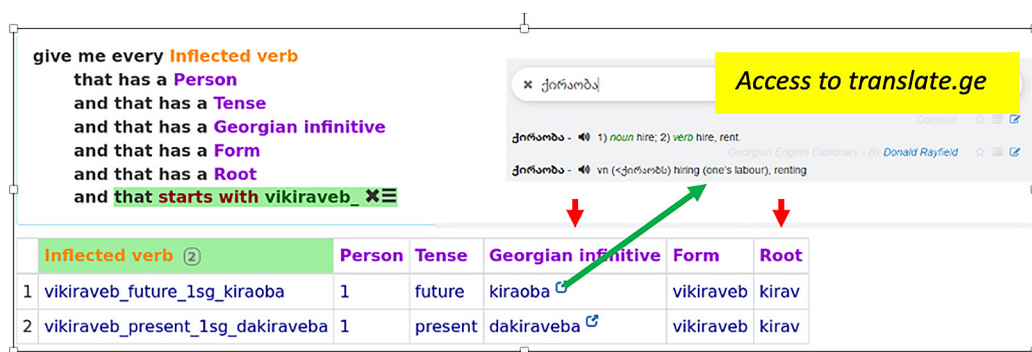 give me every Inflected verb
that has a Person
and that has a Tense
and that has a Georgian infinitive
and that has a Form
and that has a Root
and that starts with vikiraveb_
ქირაობა
Access to translate.ge
Common
ქირაობა - 1) noun hire; 2) verb hire, rent.
Georgian English Dictionary - By Donald Rayfield
ქირაობა - vn (<ქირაობს) hiring (one's labour), renting
Inflected verb 2 Person Tense Georgian infinitive Form Root
1 vikiraveb_future_1sg_kiraoba 1 future kiraoba vikiraveb kirav
2 vikiraveb_present_1sg_dakiraveba 1 present dakiraveba vikiraveb kirav